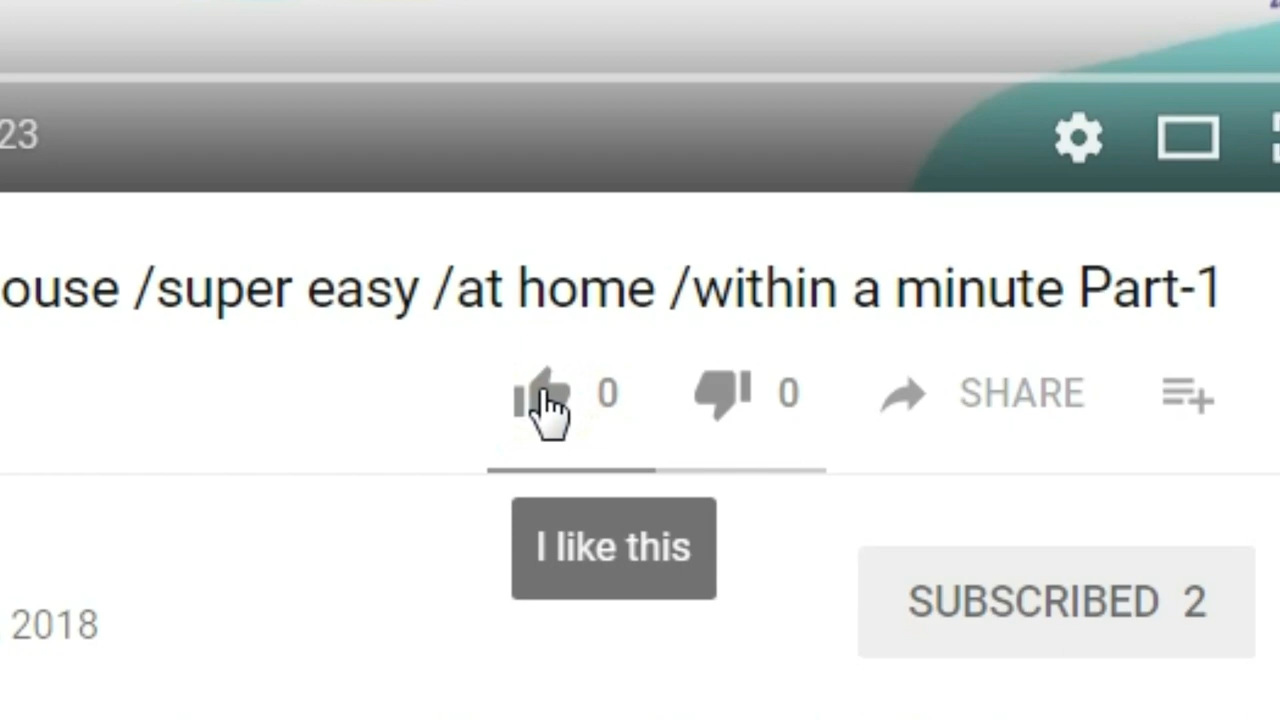 23
ouse /super easy /at home /within a minute Part-1
0 0 SHARE
I like this
SUBSCRIBED 2
2018